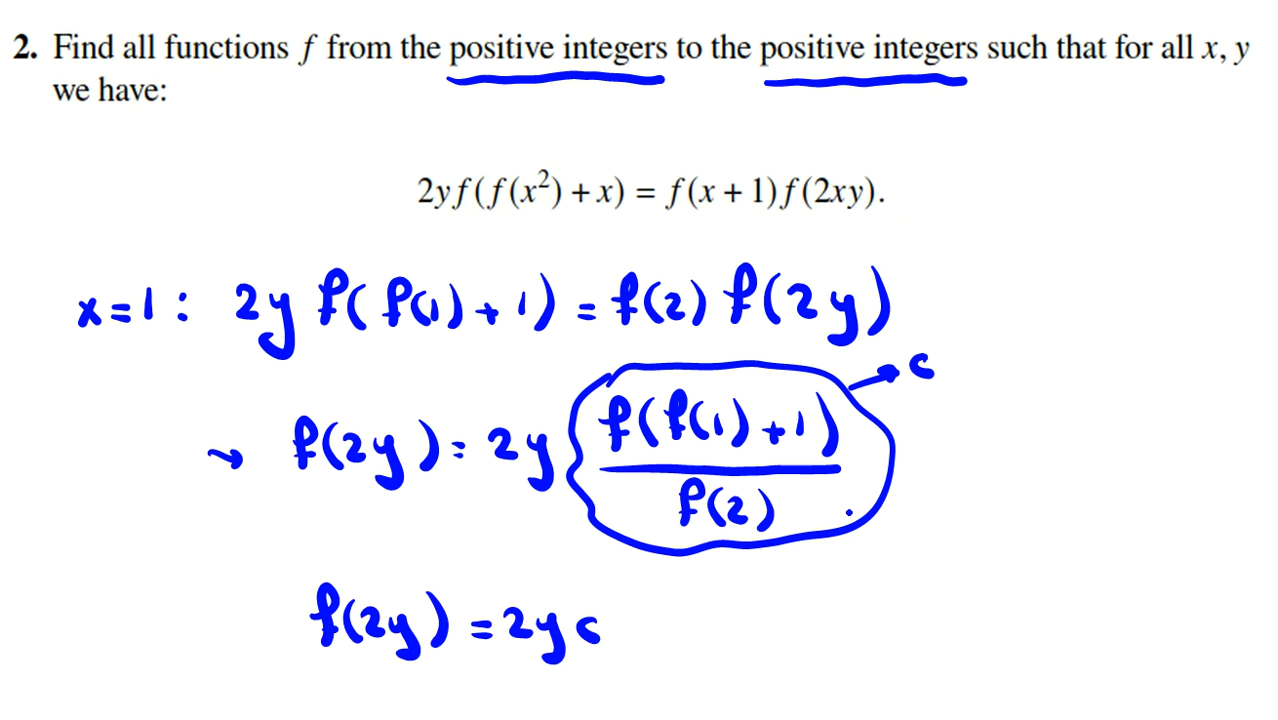 2. Find all functions f from the positive integers to the positive integers such that for all x, y
we have:
2yf(f(x²) + x) = f(x + 1)f(2xy).
x=1: 2y f(f(1)+1) = f(2) f(2y)
→ c
→ f(2y) = 2y f(f(1)+1) / f(2)
f(2y) = 2yc